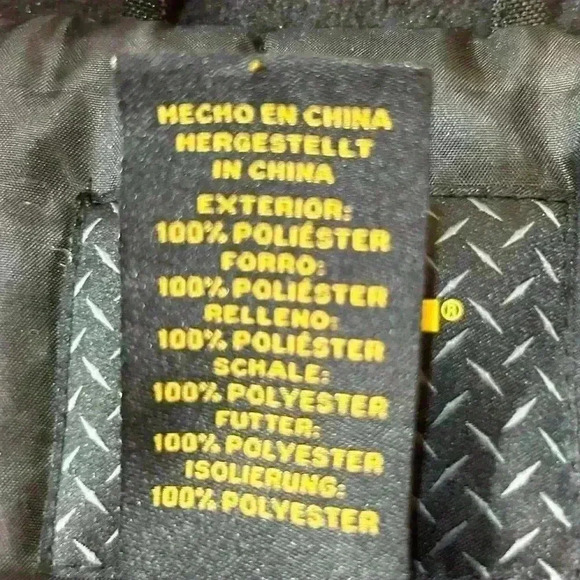 HECHO EN CHINA
HERGESTELLT
IN CHINA
EXTERIOR:
100% POLIÉSTER
FORRO:
100% POLIÉSTER
RELLENO:
100% POLIÉSTER
SCHALE:
100% POLYESTER
FUTTER:
100% POLYESTER
ISOLIERUNG:
100% POLYESTER
®